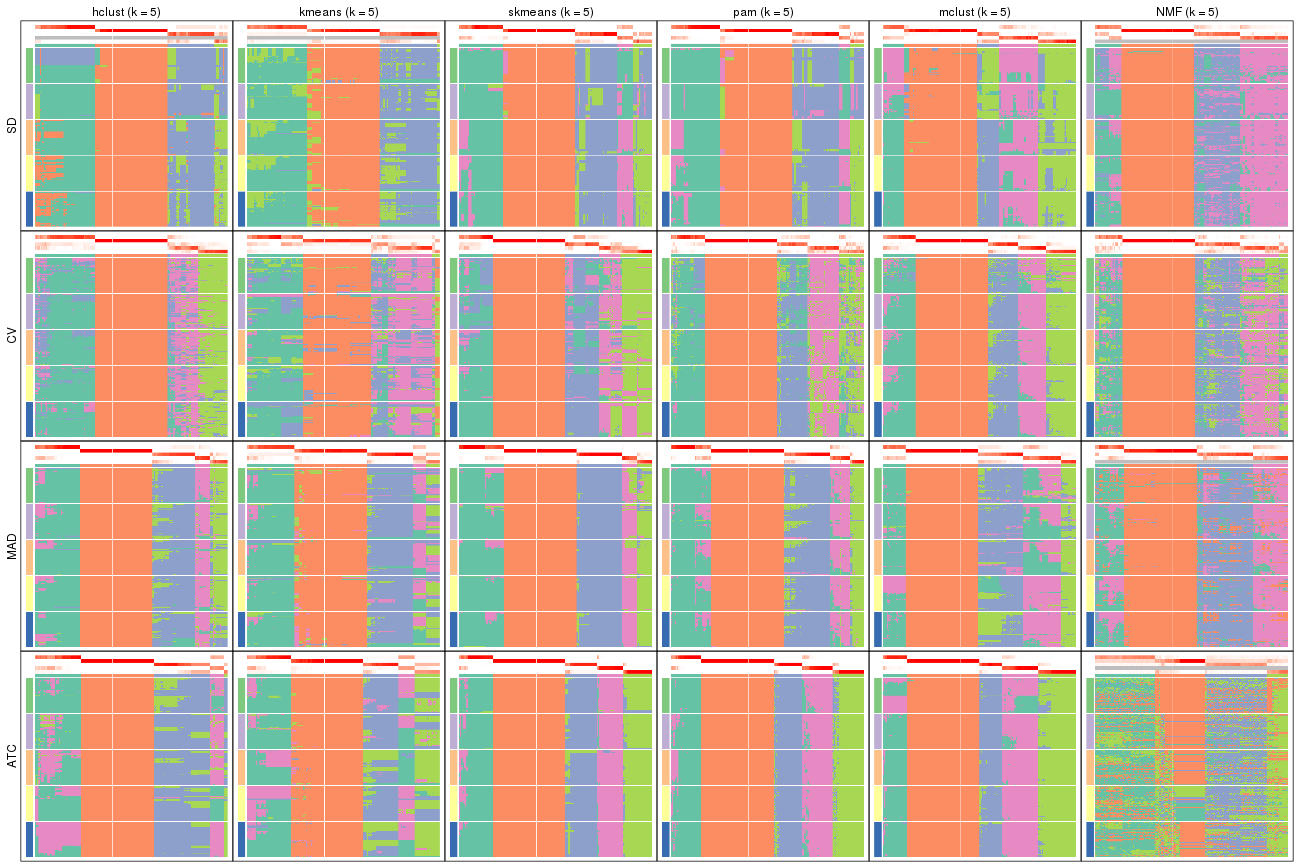 hclust (k = 5) kmeans (k = 5) skmeans (k = 5) pam (k = 5) mclust (k = 5) NMF (k = 5)
SD
CV
MAD
ATC